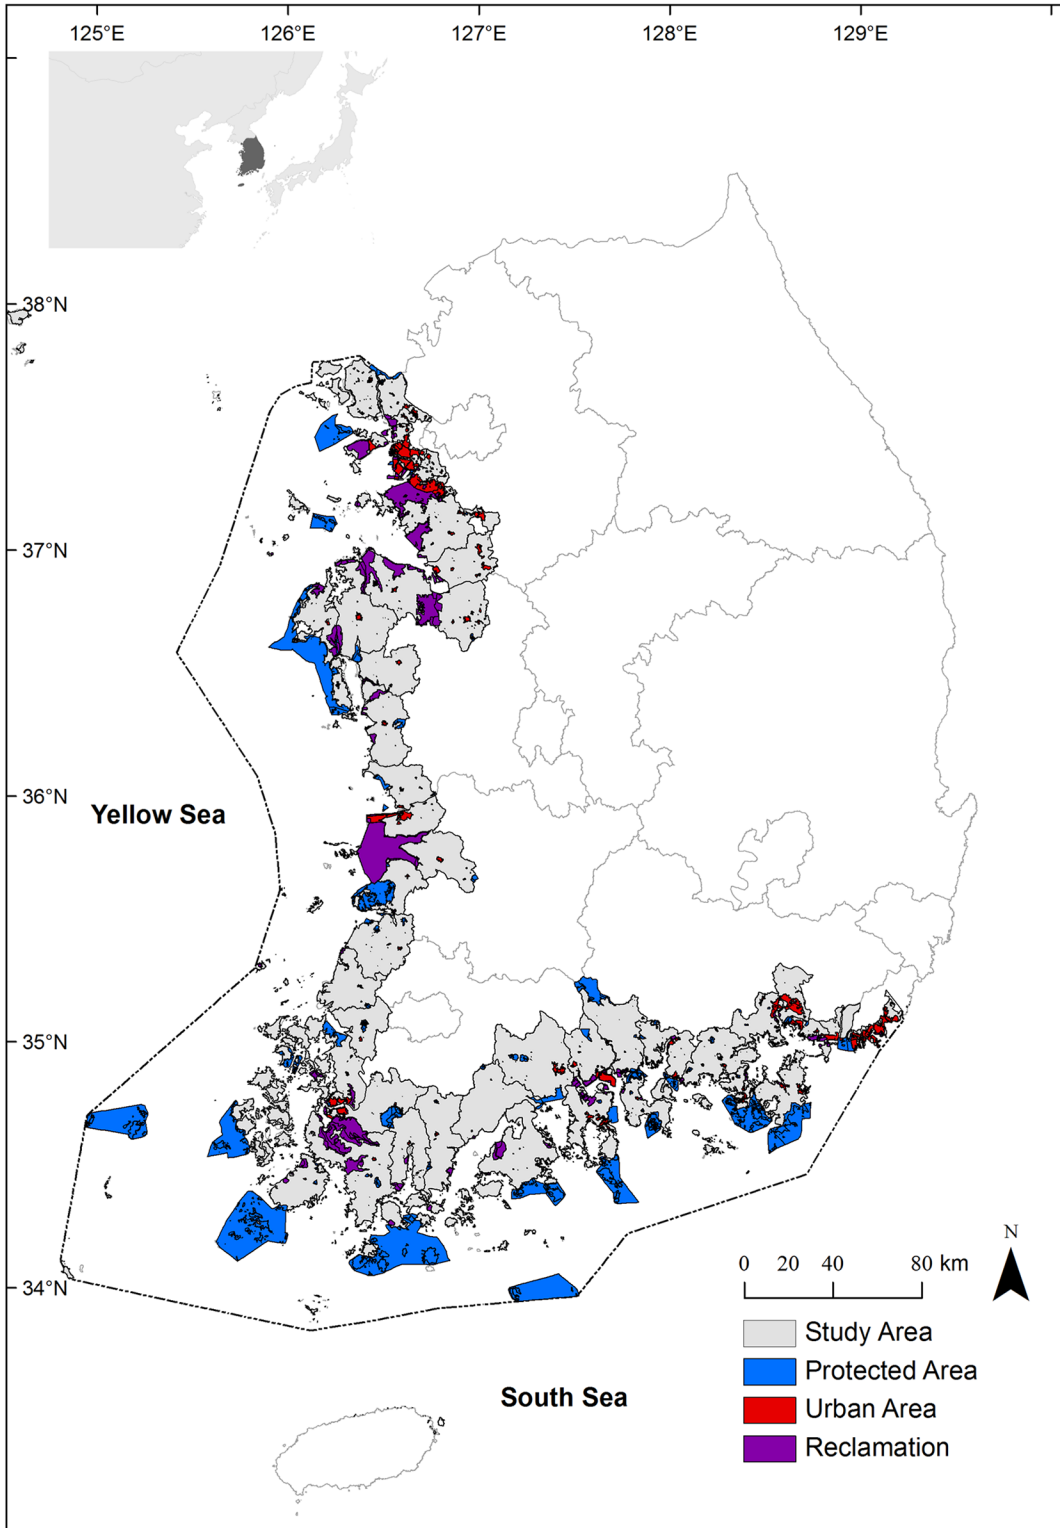 125°E 126°E 127°E 128°E 129°E
38°N
37°N
36°N
Yellow Sea
35°N
N
0 20 40 80 km
34°N
Study Area
Protected Area
South Sea
Urban Area
Reclamation